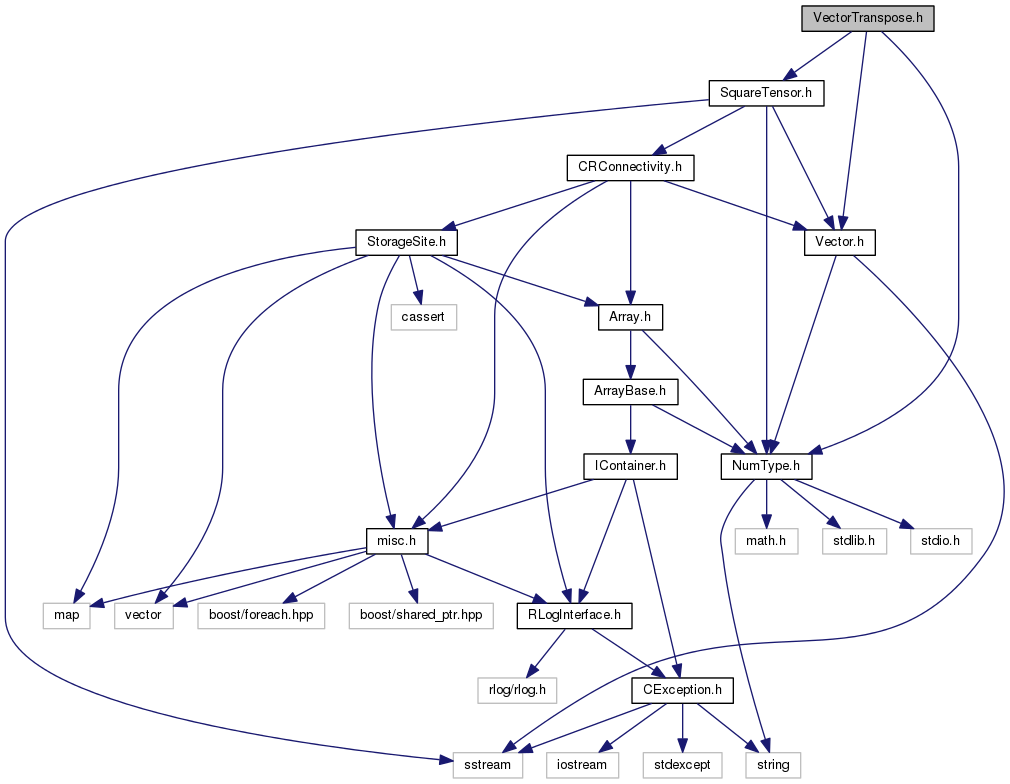 VectorTranspose.h
SquareTensor.h
CRConnectivity.h
StorageSite.h
Vector.h
cassert
Array.h
ArrayBase.h
IContainer.h
NumType.h
misc.h
math.h
stdlib.h
stdio.h
map
vector
boost/foreach.hpp
boost/shared_ptr.hpp
RLogInterface.h
rlog/rlog.h
CException.h
sstream
iostream
stdexcept
string